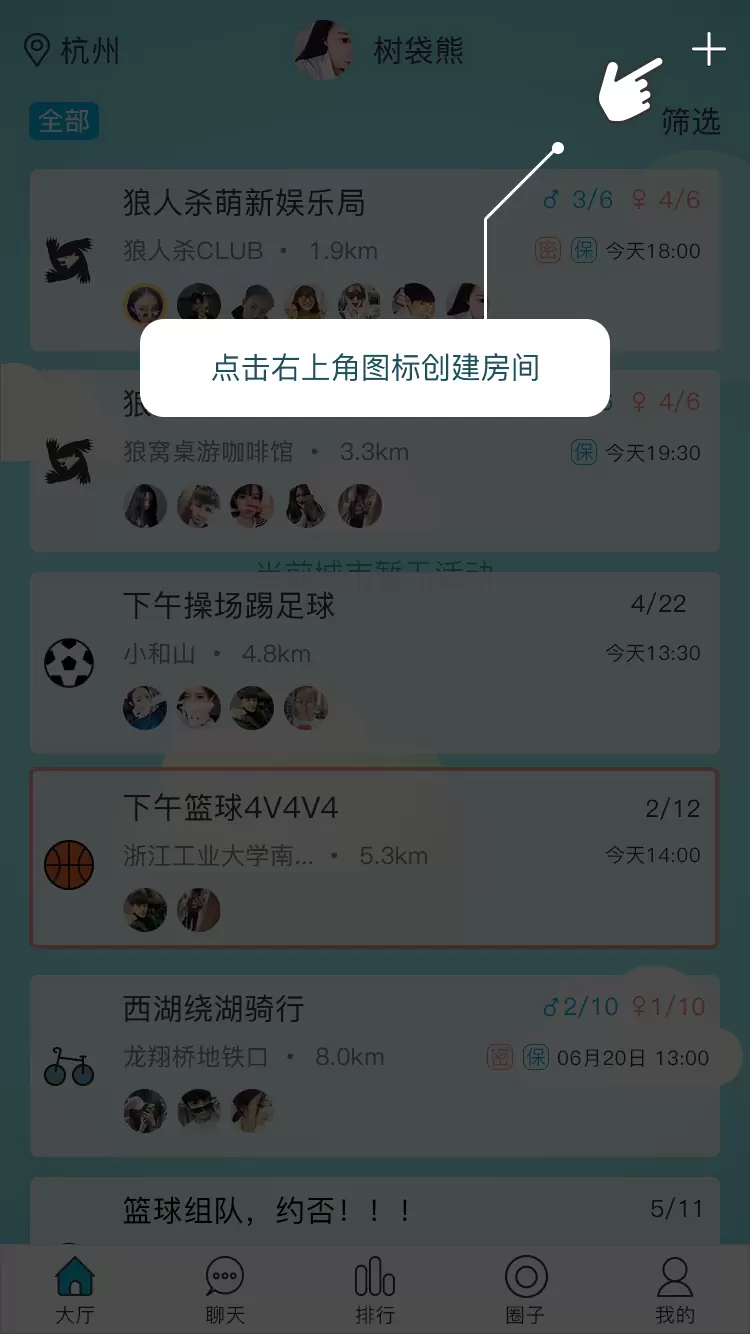 杭州
树袋熊
全部
筛选
狼人杀萌新娱乐局 ♂ 3/6 ♀ 4/6
狼人杀CLUB · 1.9km 密 保 今天18:00
点击右上角图标创建房间
狼 ♀ 4/6
狼窝桌游咖啡馆 · 3.3km 保 今天19:30
当前城市暂无活动
下午操场踢足球 4/22
小和山 · 4.8km 今天13:30
下午篮球4V4V4 2/12
浙江工业大学南... · 5.3km 今天14:00
西湖绕湖骑行 ♂2/10 ♀1/10
龙翔桥地铁口 · 8.0km 密 保 06月20日 13:00
篮球组队，约否！！！ 5/11
大厅 聊天 排行 圈子 我的